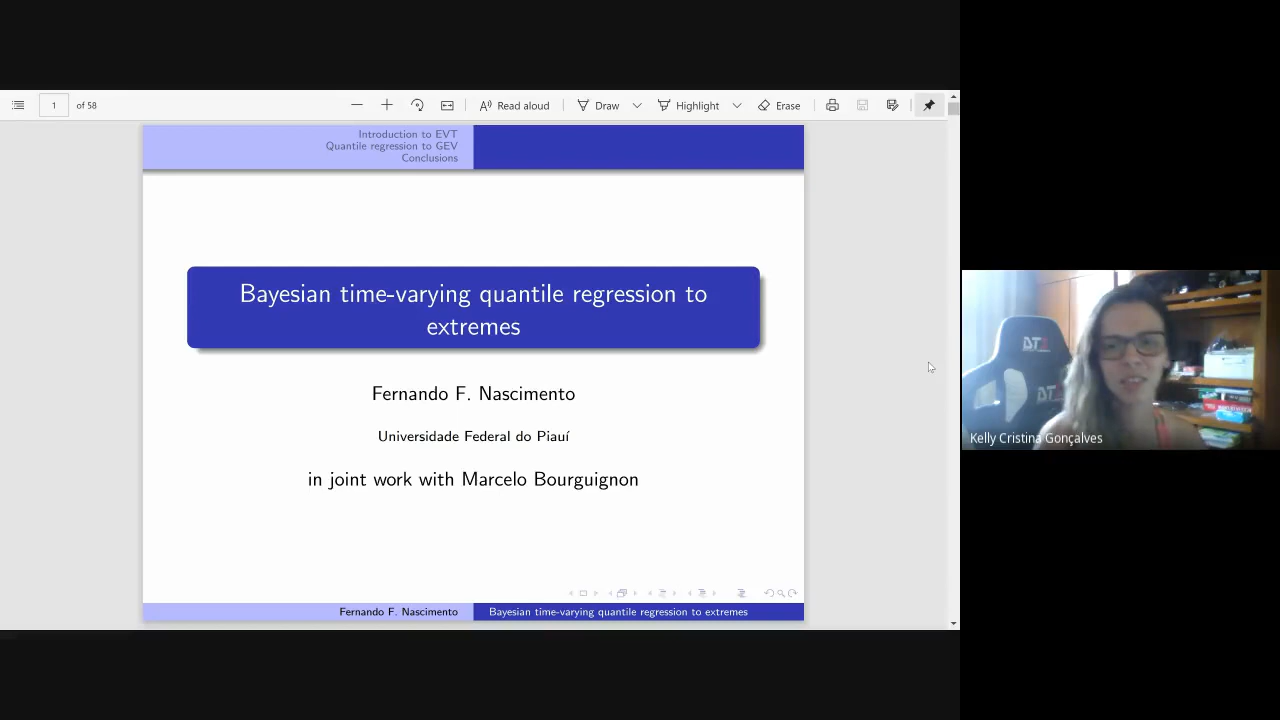 1 of 58
Read aloud
Draw
Highlight
Erase
Introduction to EVT
Quantile regression to GEV
Conclusions
Bayesian time-varying quantile regression to
extremes
Fernando F. Nascimento
Universidade Federal do Piauí
in joint work with Marcelo Bourguignon
Fernando F. Nascimento
Bayesian time-varying quantile regression to extremes
Kelly Cristina Gonçalves